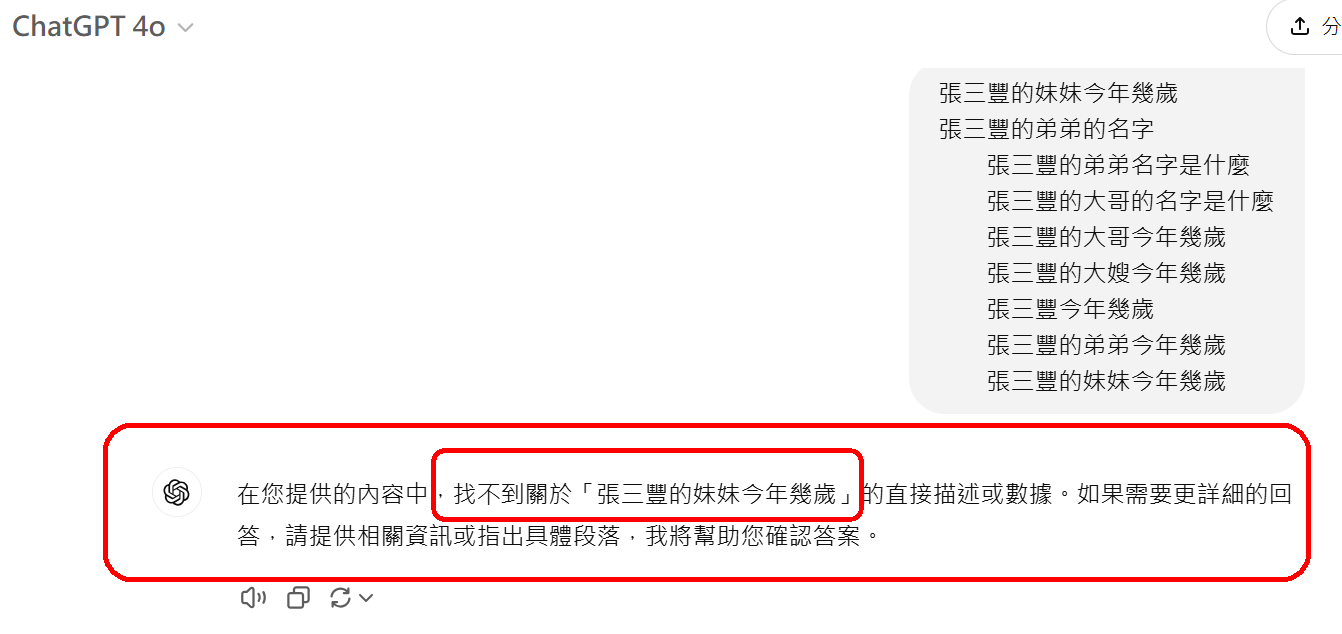 ChatGPT 4o
分
張三豐的妹妹今年幾歲
張三豐的弟弟的名字
張三豐的弟弟名字是什麼
張三豐的大哥的名字是什麼
張三豐的大哥今年幾歲
張三豐的大嫂今年幾歲
張三豐今年幾歲
張三豐的弟弟今年幾歲
張三豐的妹妹今年幾歲
在您提供的內容中，找不到關於「張三豐的妹妹今年幾歲」的直接描述或數據。如果需要更詳細的回
答，請提供相關資訊或指出具體段落，我將幫助您確認答案。